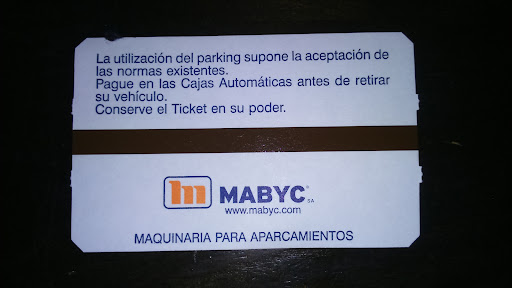 La utilización del parking supone la aceptación de
las normas existentes.
Pague en las Cajas Automáticas antes de retirar
su vehículo.
Conserve el Ticket en su poder.
m MABYC® SA
www.mabyc.com
MAQUINARIA PARA APARCAMIENTOS